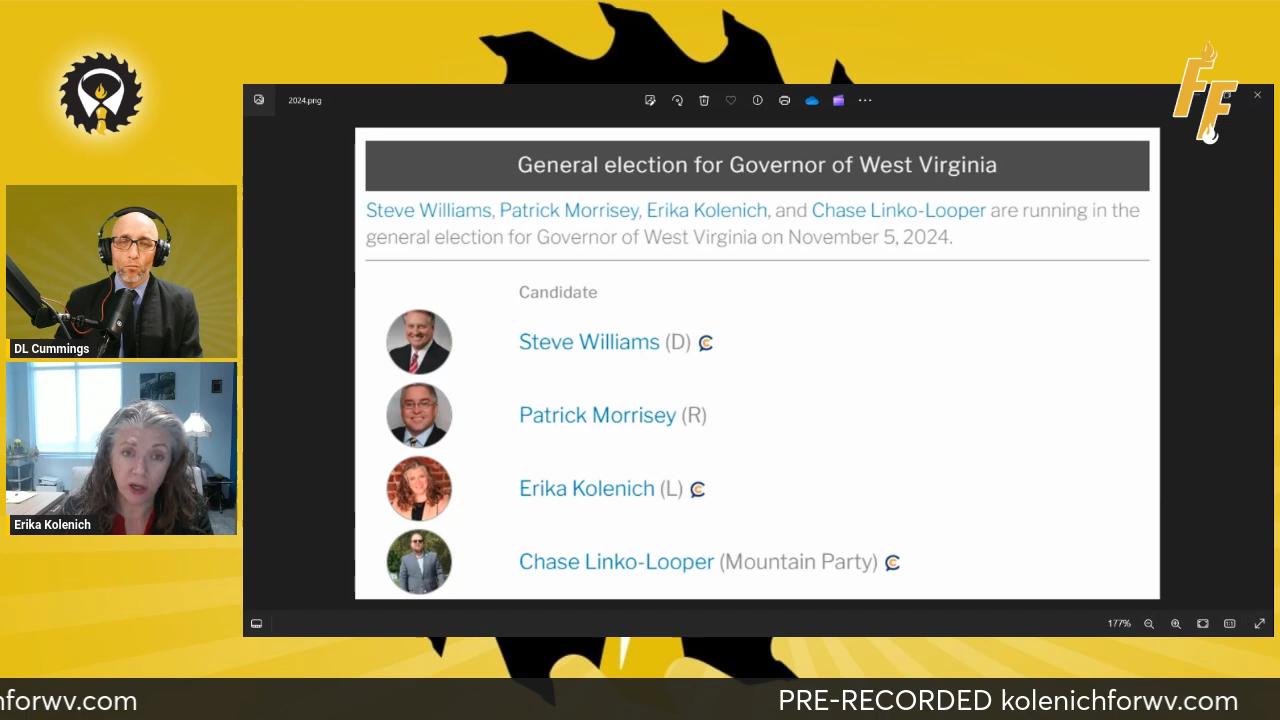 FF
2024.png
General election for Governor of West Virginia
Steve Williams, Patrick Morrisey, Erika Kolenich, and Chase Linko-Looper are running in the
general election for Governor of West Virginia on November 5, 2024.
Candidate
Steve Williams (D)
Patrick Morrisey (R)
Erika Kolenich (L)
Chase Linko-Looper (Mountain Party)
DL Cummings
Erika Kolenich
177%
hforwv.com
PRE-RECORDED kolenichforwv.com